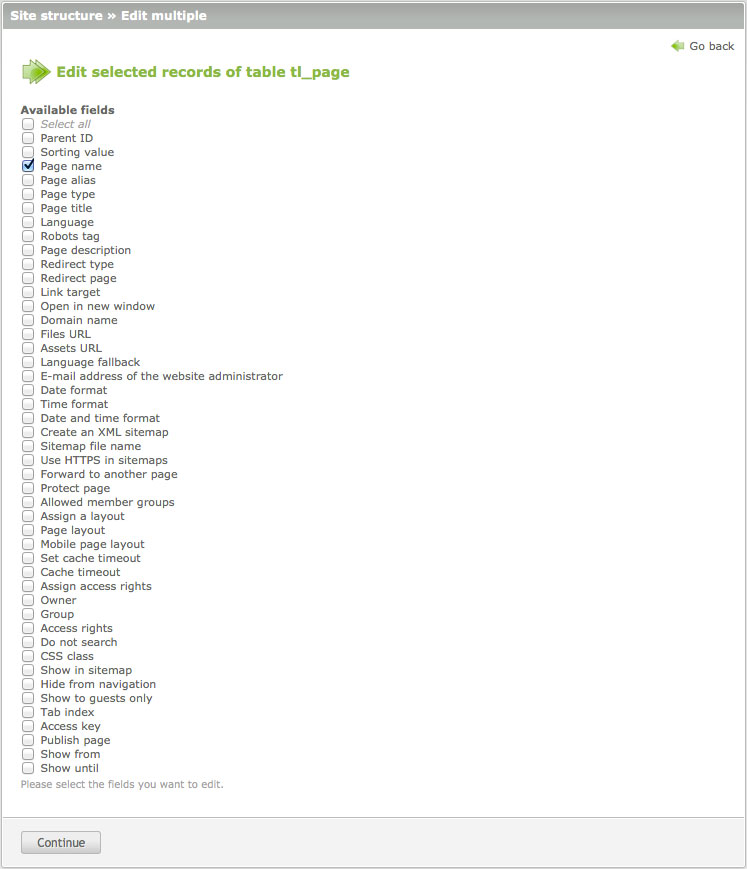 Site structure » Edit multiple
Go back
Edit selected records of table tl_page
Available fields
Select all
Parent ID
Sorting value
Page name
Page alias
Page type
Page title
Language
Robots tag
Page description
Redirect type
Redirect page
Link target
Open in new window
Domain name
Files URL
Assets URL
Language fallback
E-mail address of the website administrator
Date format
Time format
Date and time format
Create an XML sitemap
Sitemap file name
Use HTTPS in sitemaps
Forward to another page
Protect page
Allowed member groups
Assign a layout
Page layout
Mobile page layout
Set cache timeout
Cache timeout
Assign access rights
Owner
Group
Access rights
Do not search
CSS class
Show in sitemap
Hide from navigation
Show to guests only
Tab index
Access key
Publish page
Show from
Show until
Please select the fields you want to edit.
Continue